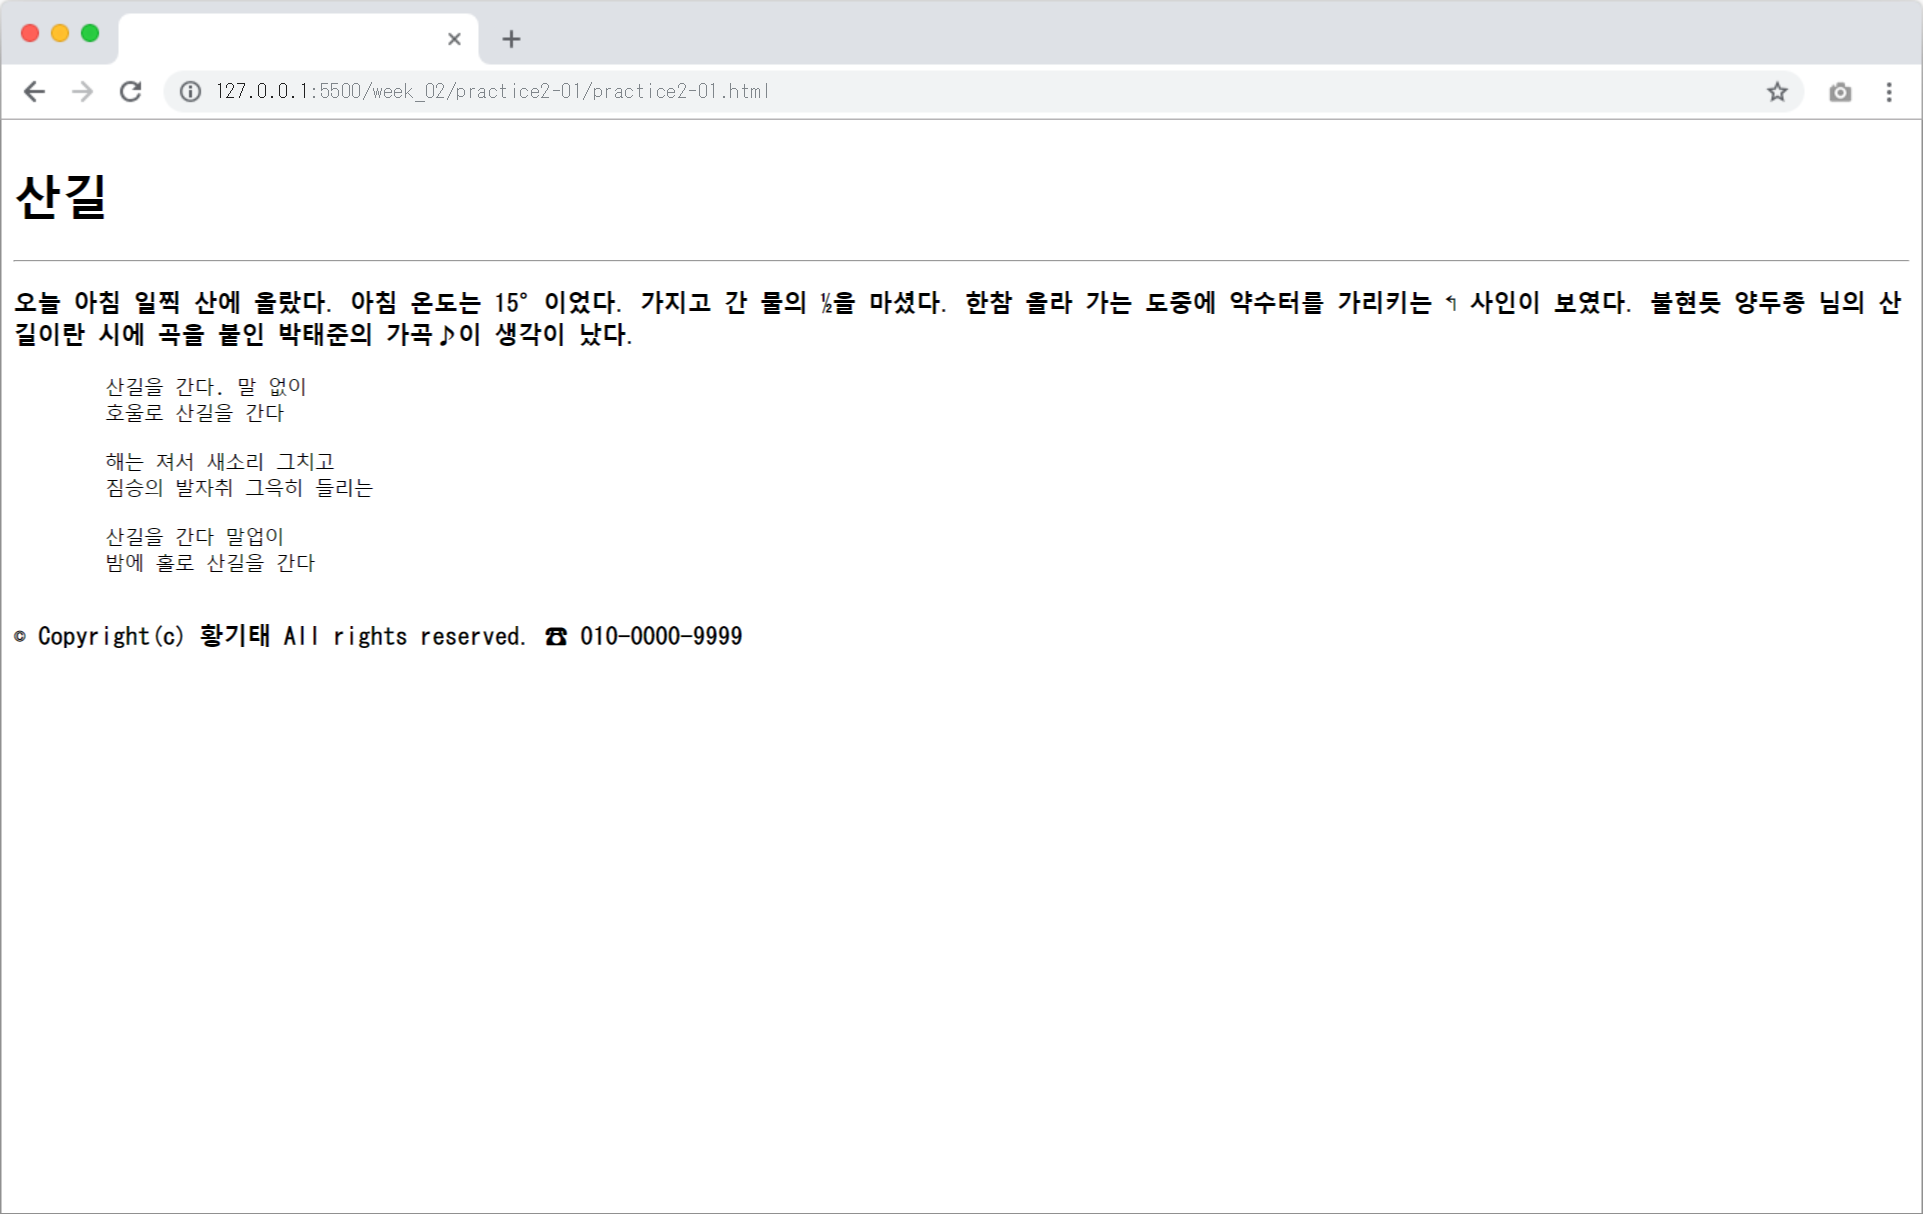 127.0.0.1:5500/week_02/practice2-01/practice2-01.html
산길
오늘 아침 일찍 산에 올랐다. 아침 온도는 15° 이었다. 가지고 간 물의 ½을 마셨다. 한참 올라 가는 도중에 약수터를 가리키는 ↰ 사인이 보였다. 불현듯 양두종 님의 산
길이란 시에 곡을 붙인 박태준의 가곡♪이 생각이 났다.
산길을 간다. 말 없이
호울로 산길을 간다
해는 져서 새소리 그치고
짐승의 발자취 그윽히 들리는
산길을 간다 말업이
밤에 홀로 산길을 간다
© Copyright(c) 황기태 All rights reserved. ☎ 010-0000-9999